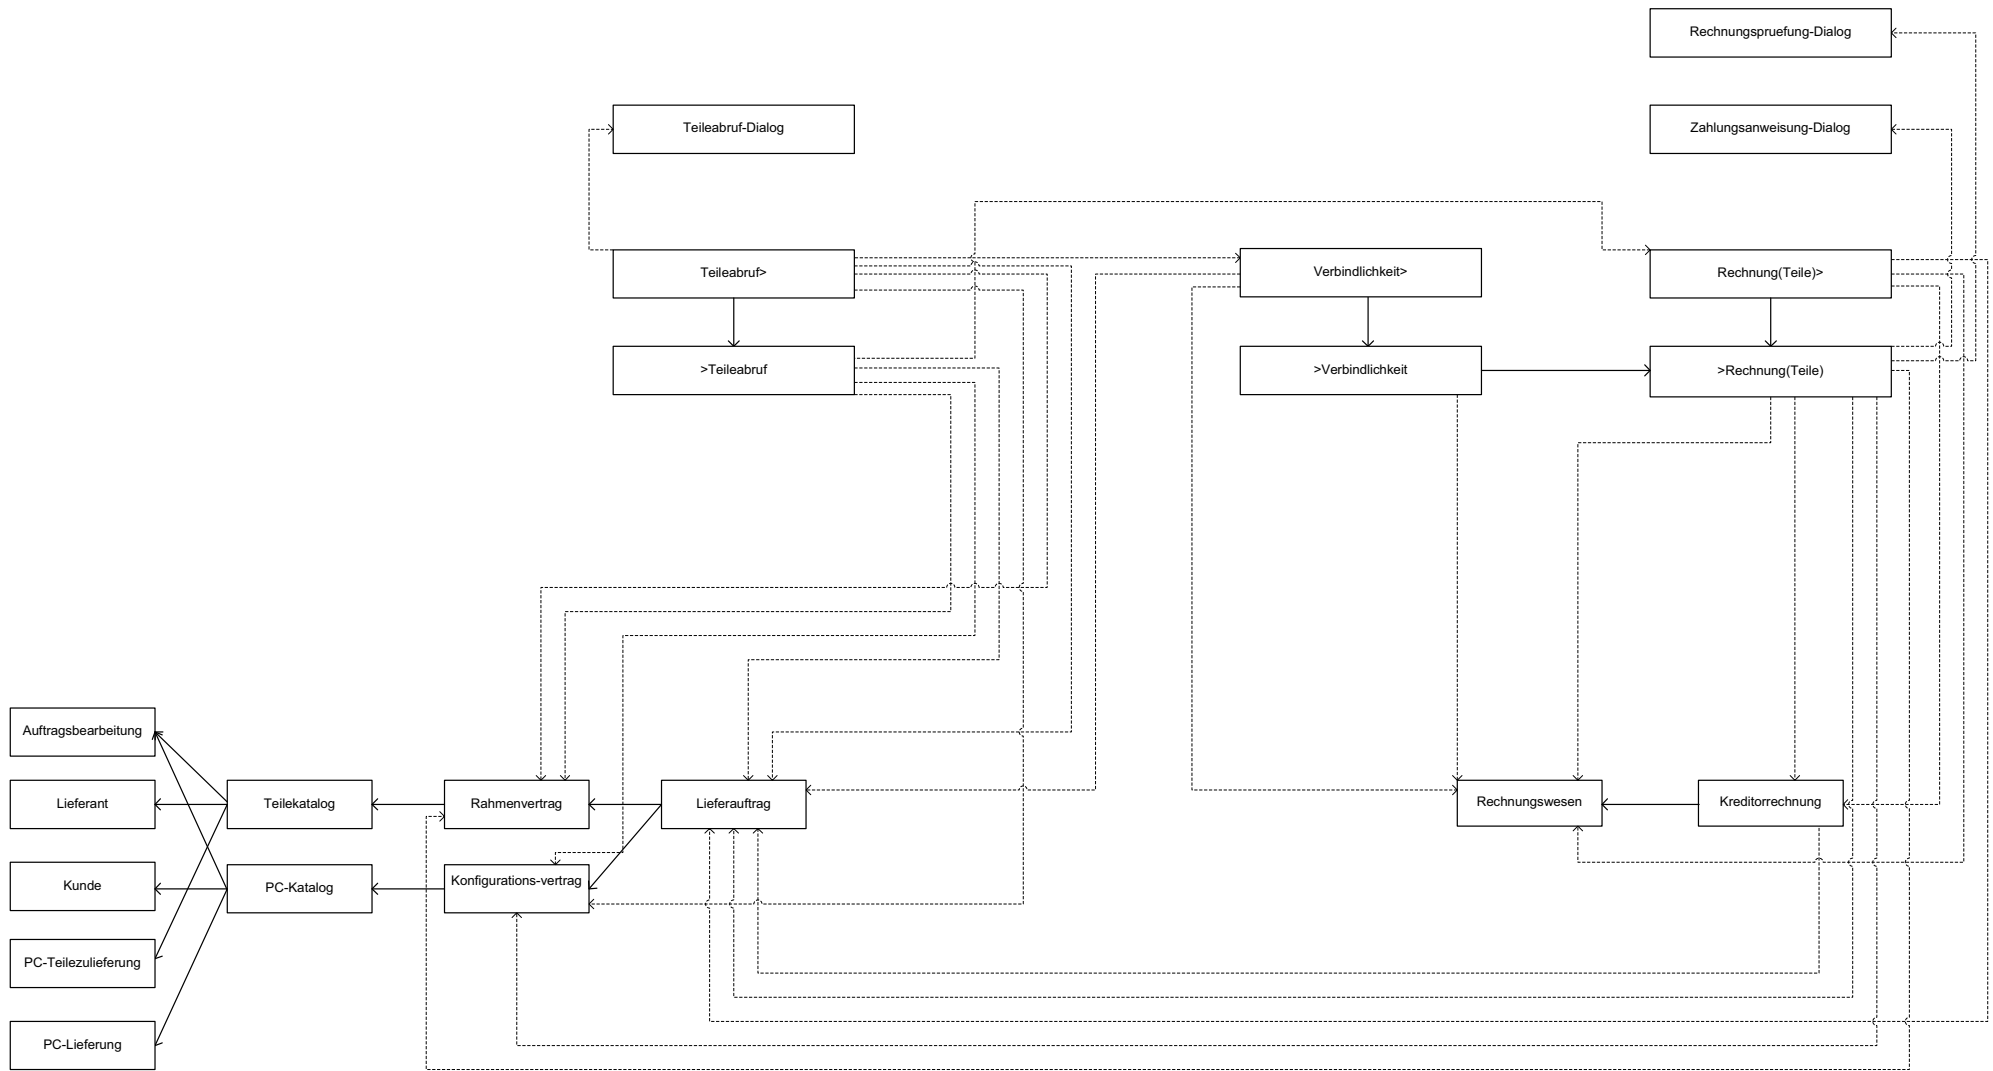 Rechnungspruefung-Dialog
Teileabruf-Dialog
Zahlungsanweisung-Dialog
Teileabruf>
Verbindlichkeit>
Rechnung(Teile)>
>Teileabruf
>Verbindlichkeit
>Rechnung(Teile)
Auftragsbearbeitung
Lieferant
Teilekatalog
Rahmenvertrag
Lieferauftrag
Rechnungswesen
Kreditorrechnung
Kunde
PC-Katalog
Konfigurations-vertrag
PC-Teilezulieferung
PC-Lieferung